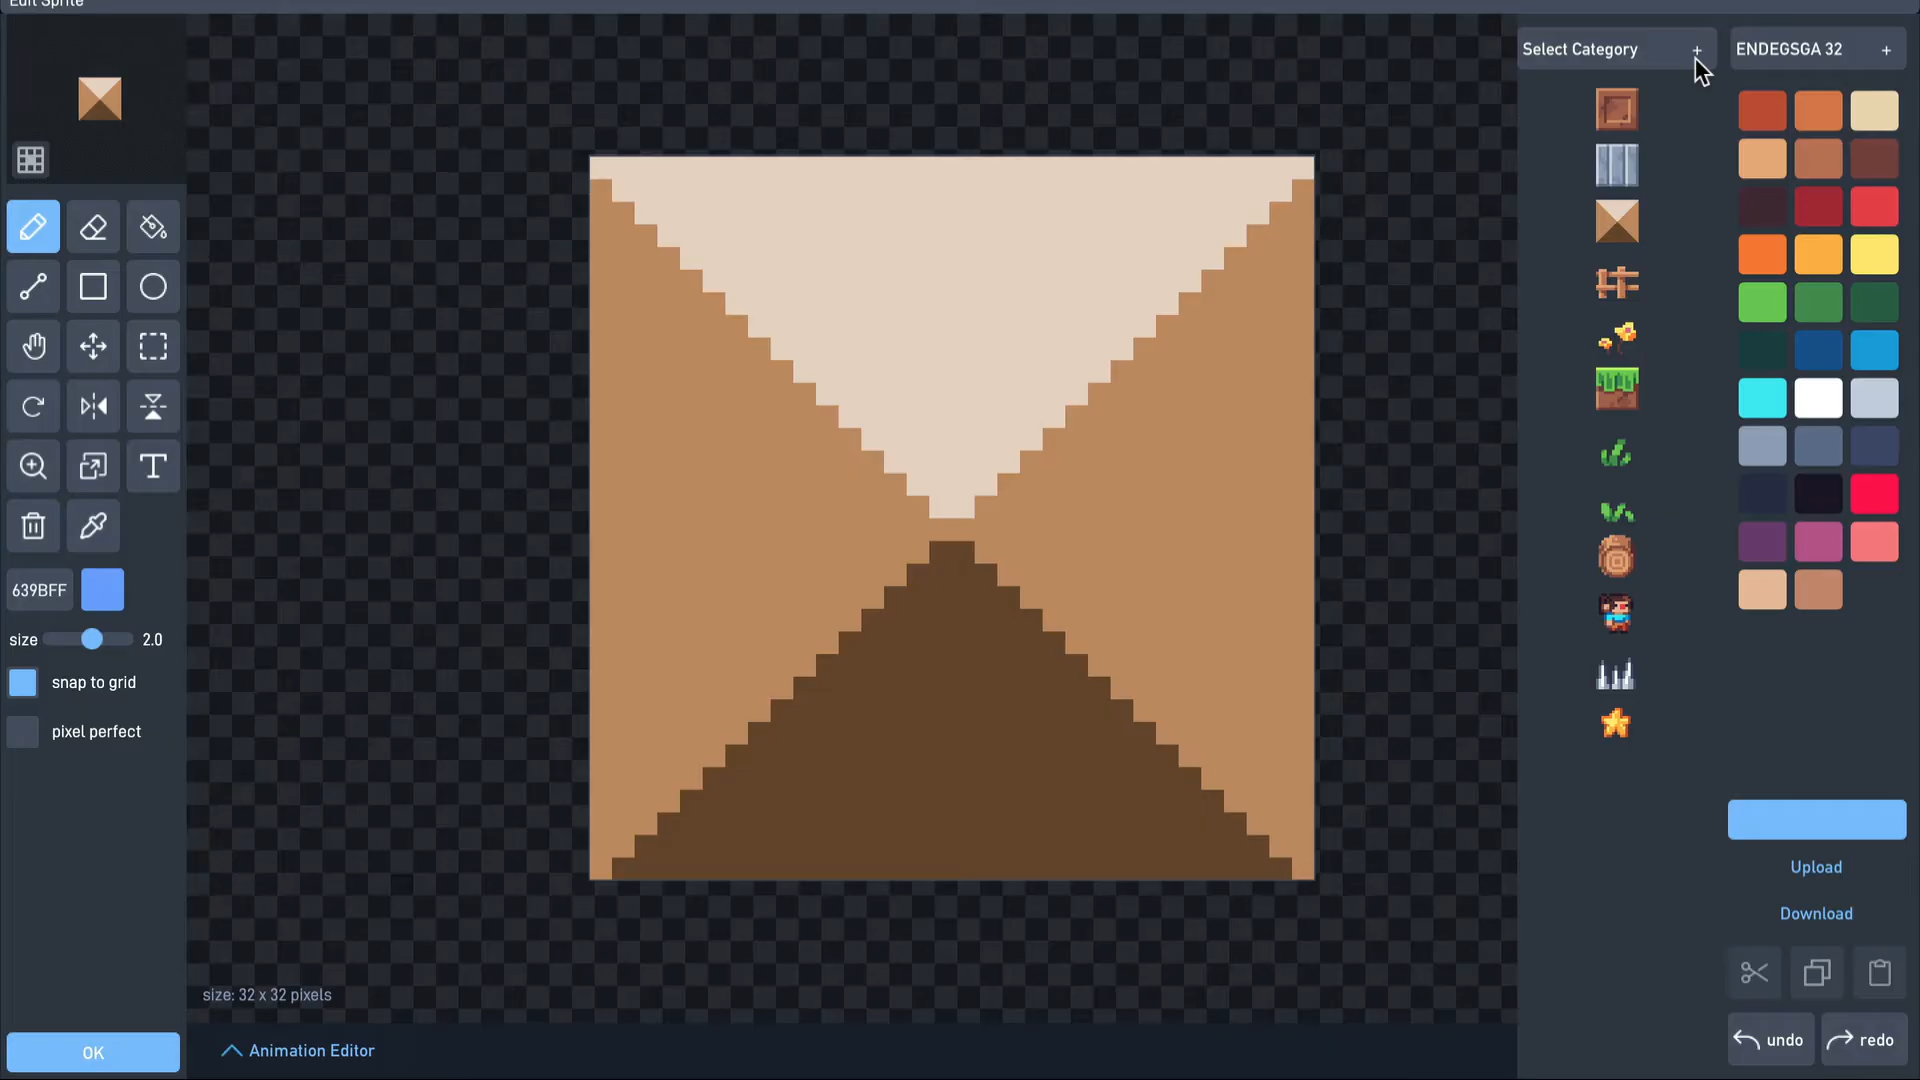 Edit Sprite
Select Category +
ENDEGSGA 32 +
639BFF
size 2.0
snap to grid
pixel perfect
size: 32 x 32 pixels
Upload
Download
undo
redo
OK
Animation Editor